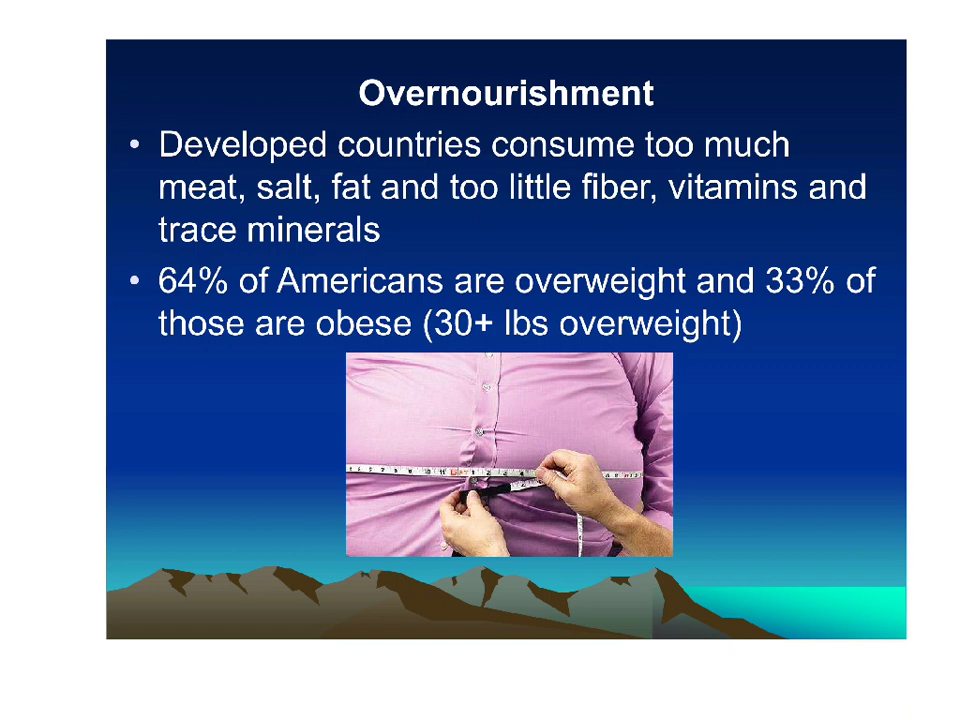 Overnourishment
• Developed countries consume too much
meat, salt, fat and too little fiber, vitamins and
trace minerals
• 64% of Americans are overweight and 33% of
those are obese (30+ lbs overweight)